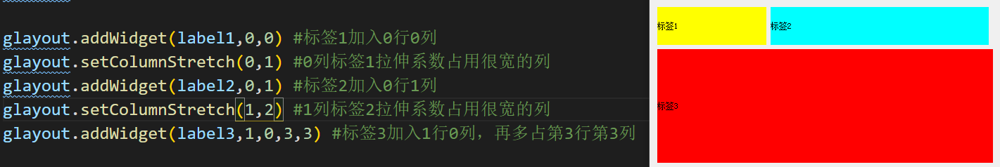 glayout.addWidget(label1,0,0) #标签1加入0行0列
glayout.setColumnStretch(0,1) #0列标签1拉伸系数占用很宽的列
glayout.addWidget(label2,0,1) #标签2加入0行1列
glayout.setColumnStretch(1,2) #1列标签2拉伸系数占用很宽的列
glayout.addWidget(label3,1,0,3,3) #标签3加入1行0列，再多占第3行第3列
标签1
标签2
标签3